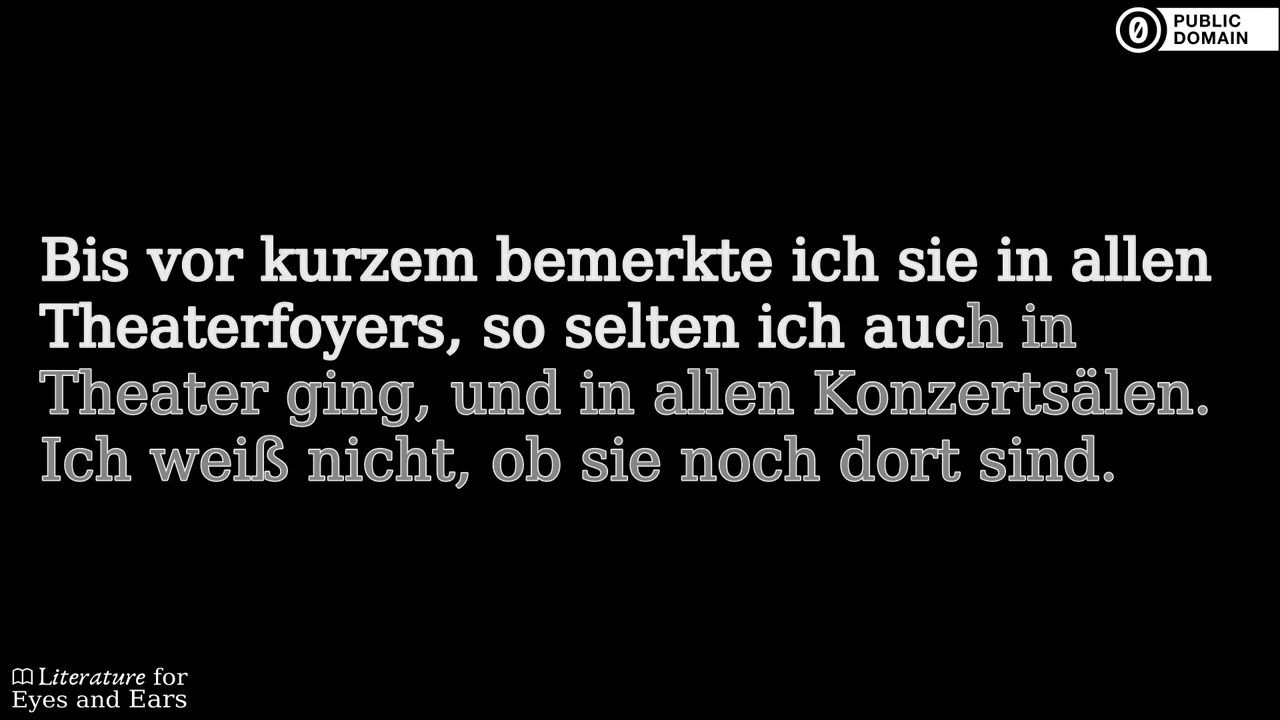 PUBLIC
DOMAIN
Bis vor kurzem bemerkte ich sie in allen
Theaterfoyers, so selten ich auch in
Theater ging, und in allen Konzertsälen.
Ich weiß nicht, ob sie noch dort sind.
Literature for
Eyes and Ears